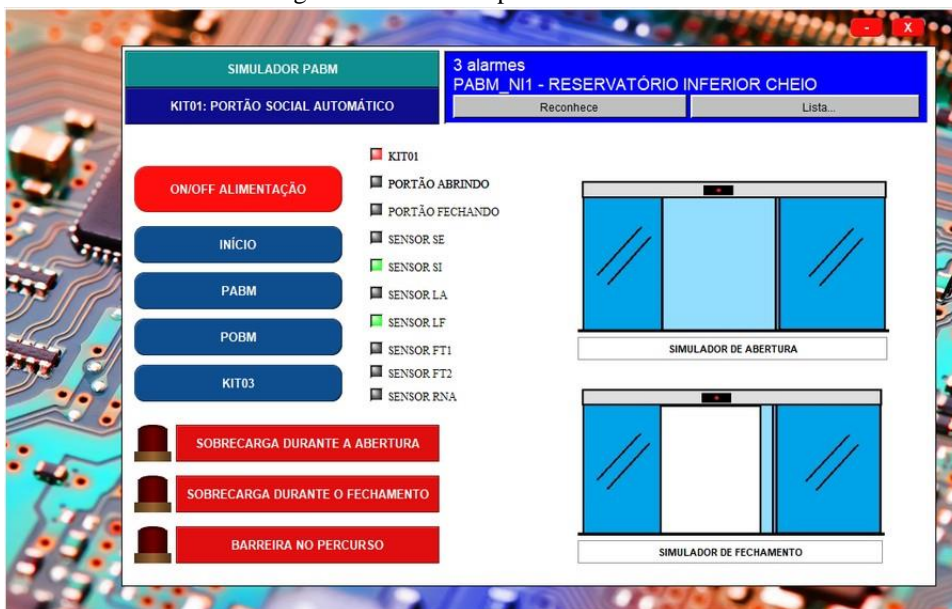 - X
SIMULADOR PABM
KIT01: PORTÃO SOCIAL AUTOMÁTICO
3 alarmes
PABM_NI1 - RESERVATÓRIO INFERIOR CHEIO
Reconhece
Lista...
ON/OFF ALIMENTAÇÃO
INÍCIO
PABM
POBM
KIT03
KIT01
PORTÃO ABRINDO
PORTÃO FECHANDO
SENSOR SE
SENSOR SI
SENSOR LA
SENSOR LF
SENSOR FT1
SENSOR FT2
SENSOR RNA
SOBRECARGA DURANTE A ABERTURA
SOBRECARGA DURANTE O FECHAMENTO
BARREIRA NO PERCURSO
SIMULADOR DE ABERTURA
SIMULADOR DE FECHAMENTO